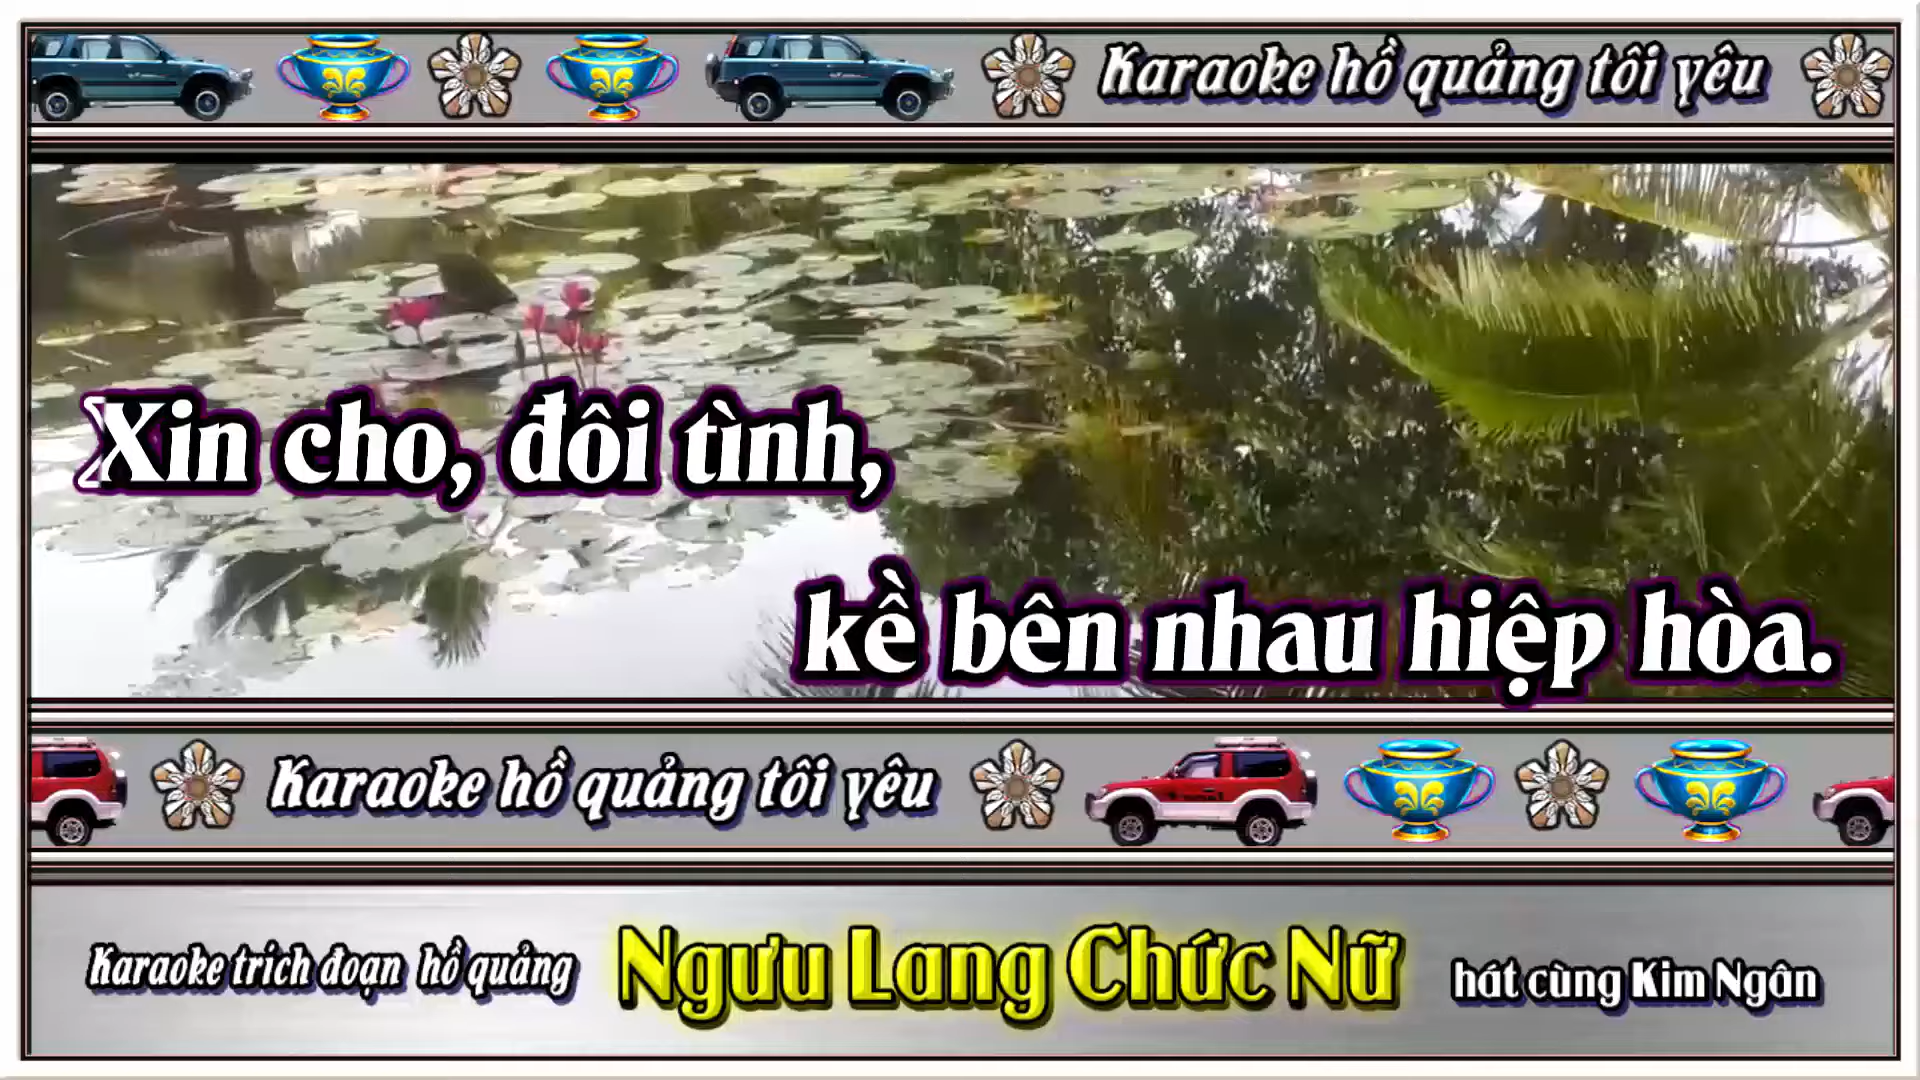 Karaoke hồ quảng tôi yêu
Xin cho, đôi tình,
kề bên nhau hiệp hòa.
Karaoke hồ quảng tôi yêu
Karaoke trích đoạn hồ quảng Ngưu Lang Chức Nữ hát cùng Kim Ngân